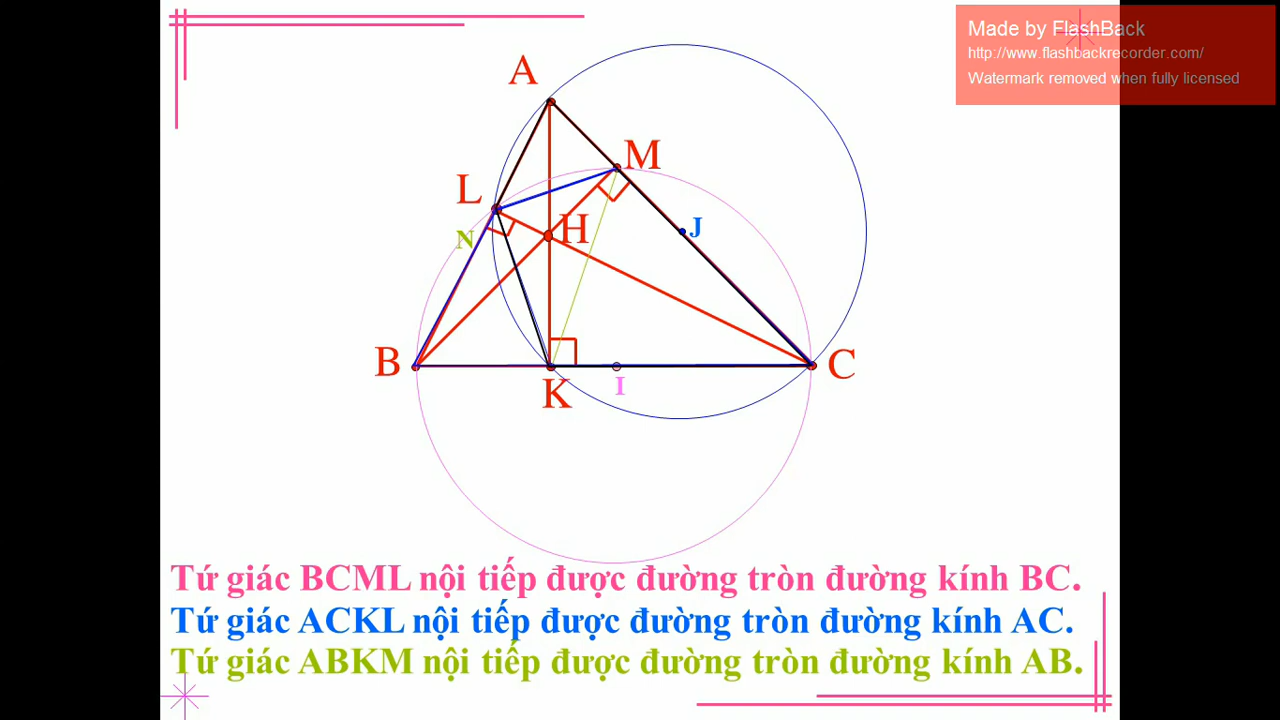 Made by FlashBack
http://www.flashbackrecorder.com/
Watermark removed when fully licensed
A
M
L
J
H
N
B
C
K
I
Tứ giác BCML nội tiếp được đường tròn đường kính BC.
Tứ giác ACKL nội tiếp được đường tròn đường kính AC.
Tứ giác ABKM nội tiếp được đường tròn đường kính AB.